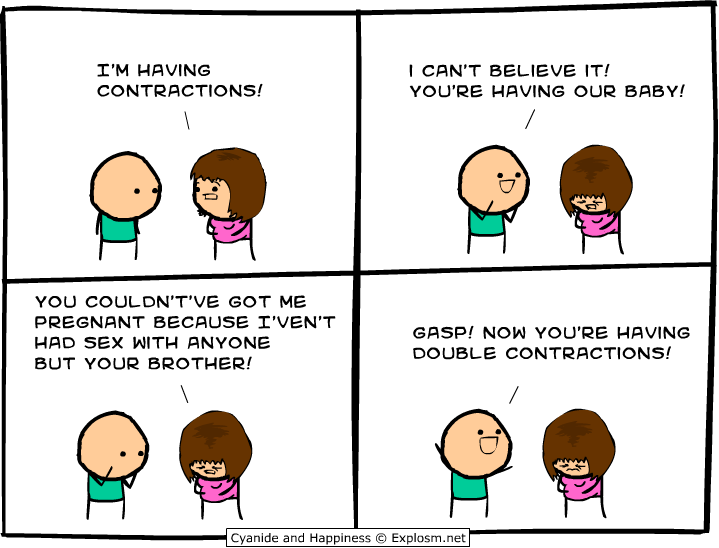 I'M HAVING
CONTRACTIONS!
I CAN'T BELIEVE IT!
YOU'RE HAVING OUR BABY!
YOU COULDN'T'VE GOT ME
PREGNANT BECAUSE I'VEN'T
HAD SEX WITH ANYONE
BUT YOUR BROTHER!
GASP! NOW YOU'RE HAVING
DOUBLE CONTRACTIONS!
Cyanide and Happiness © Explosm.net